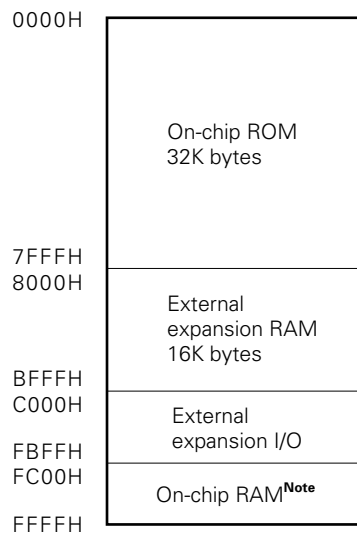 0000H
On-chip ROM
32K bytes
7FFFH
8000H
External
expansion RAM
16K bytes
BFFFH
C000H
External
expansion I/O
FBFFH
FC00H
On-chip RAMNote
FFFFH